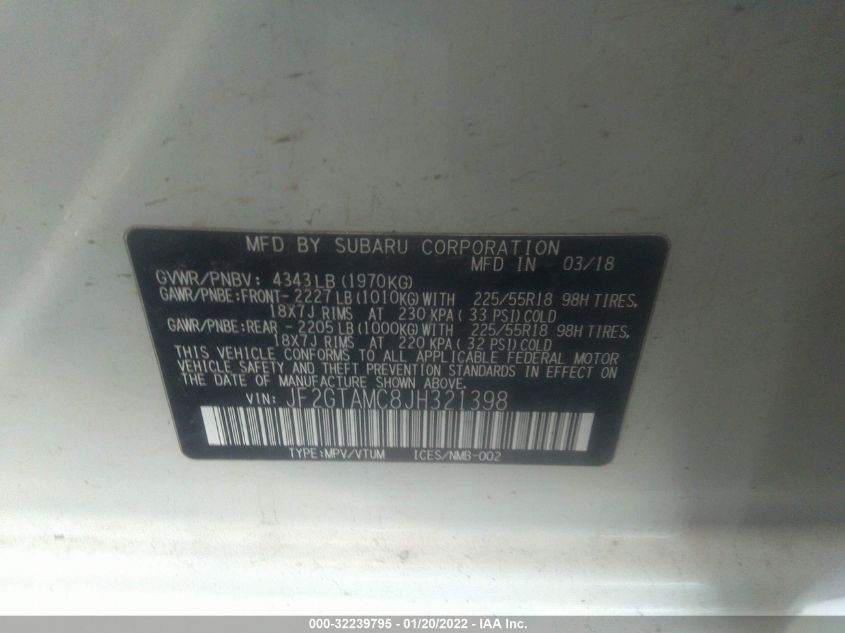 MFD BY SUBARU CORPORATION
MFD IN 03/18
GVWR/PNBV: 4343LB (1970KG)
GAWR/PNBE:FRONT-2227LB(1010KG)WITH 225/55R18 98H TIRES,
18X7J RIMS AT 230 KPA( 33 PSI)COLD
GAWR/PNBE:REAR -2205LB(1000KG)WITH 225/55R18 98H TIRES,
18X7J RIMS AT 220 KPA( 32 PSI)COLD
THIS VEHICLE CONFORMS TO ALL APPLICABLE FEDERAL MOTOR
VEHICLE SAFETY AND THEFT PREVENTION STANDARDS IN EFFECT ON
THE DATE OF MANUFACTURE SHOWN ABOVE.
VIN: JF2GTAMC8JH321398
TYPE:MPV/VTUM ICES/NMB-002
000-32239795 - 01/20/2022 - IAA Inc.